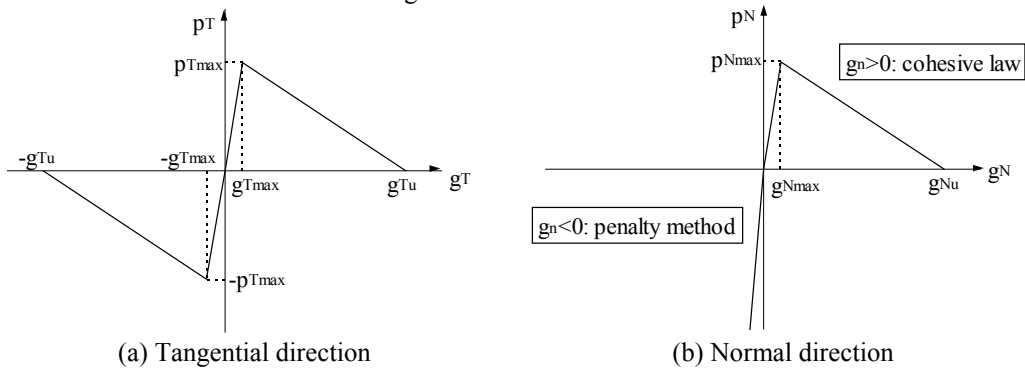 pT
pTmax
-gTu
-gTmax
gTmax
gTu
gT
-pTmax
(a) Tangential direction
pN
pNmax
gn>0: cohesive law
gNmax
gNu
gN
gn<0: penalty method
(b) Normal direction